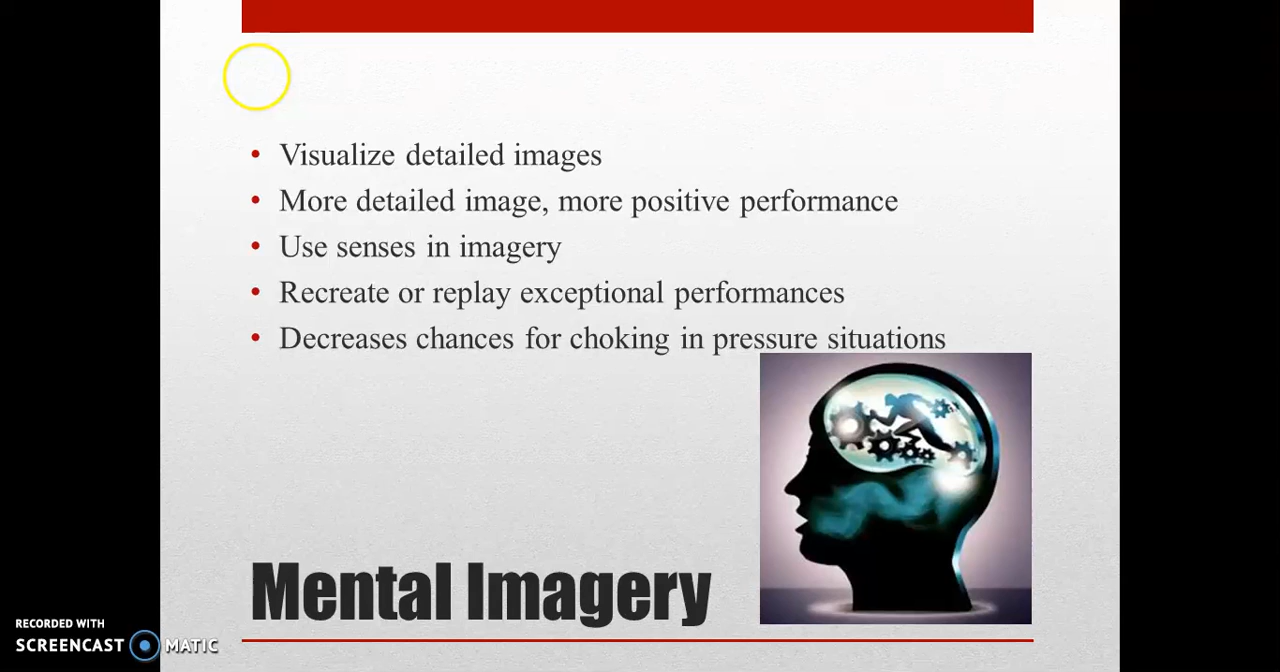 • Visualize detailed images
• More detailed image, more positive performance
• Use senses in imagery
• Recreate or replay exceptional performances
• Decreases chances for choking in pressure situations
Mental Imagery
RECORDED WITH
SCREENCAST MATIC